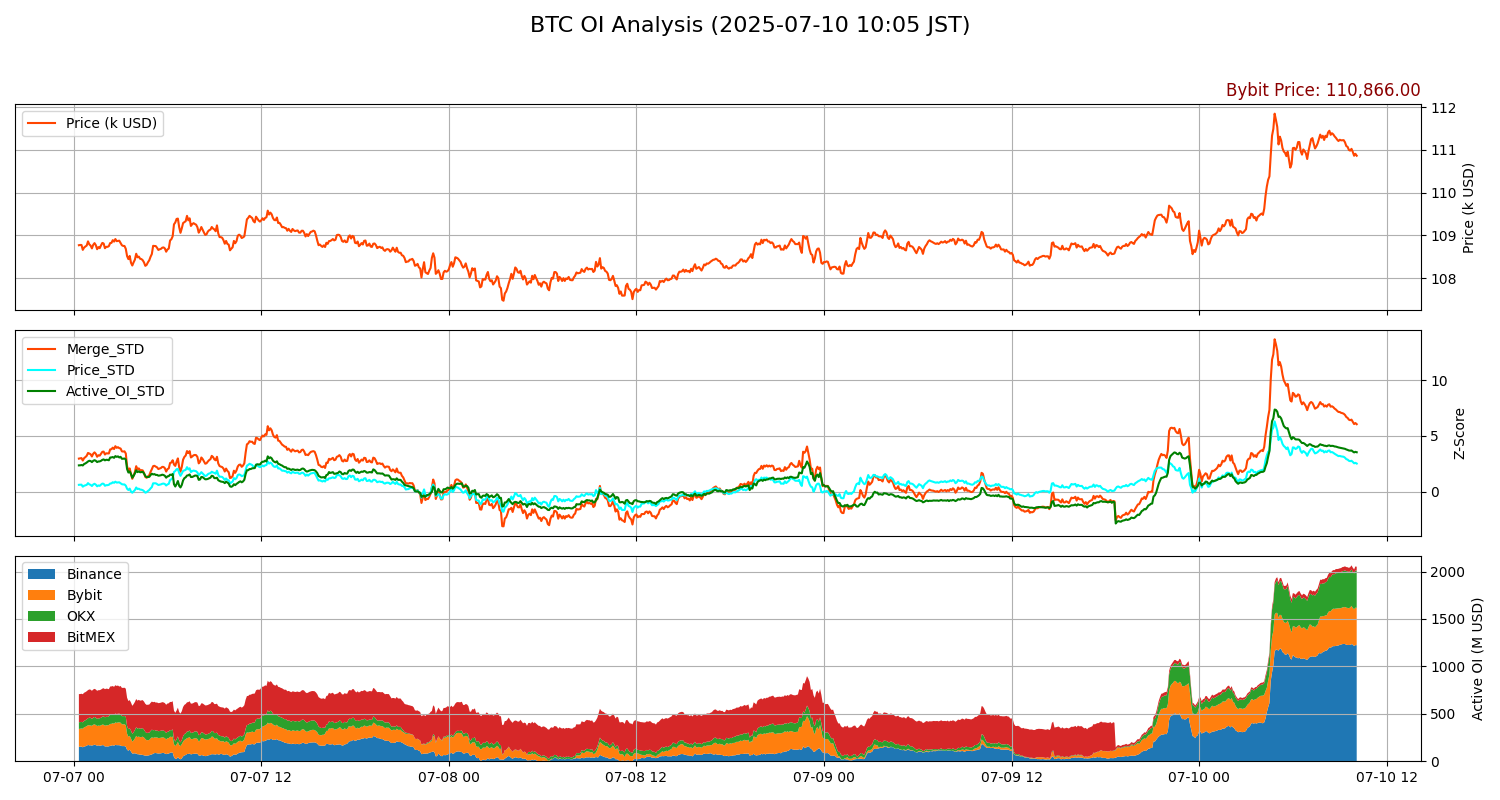 BTC OI Analysis (2025-07-10 10:05 JST)
Bybit Price: 110,866.00
Price (k USD)
112
111
110
109
108
Price (k USD)
Merge_STD
Price_STD
Active_OI_STD
10
5
0
Z-Score
Binance
Bybit
OKX
BitMEX
2000
1500
1000
500
0
Active OI (M USD)
07-07 00 07-07 12 07-08 00 07-08 12 07-09 00 07-09 12 07-10 00 07-10 12